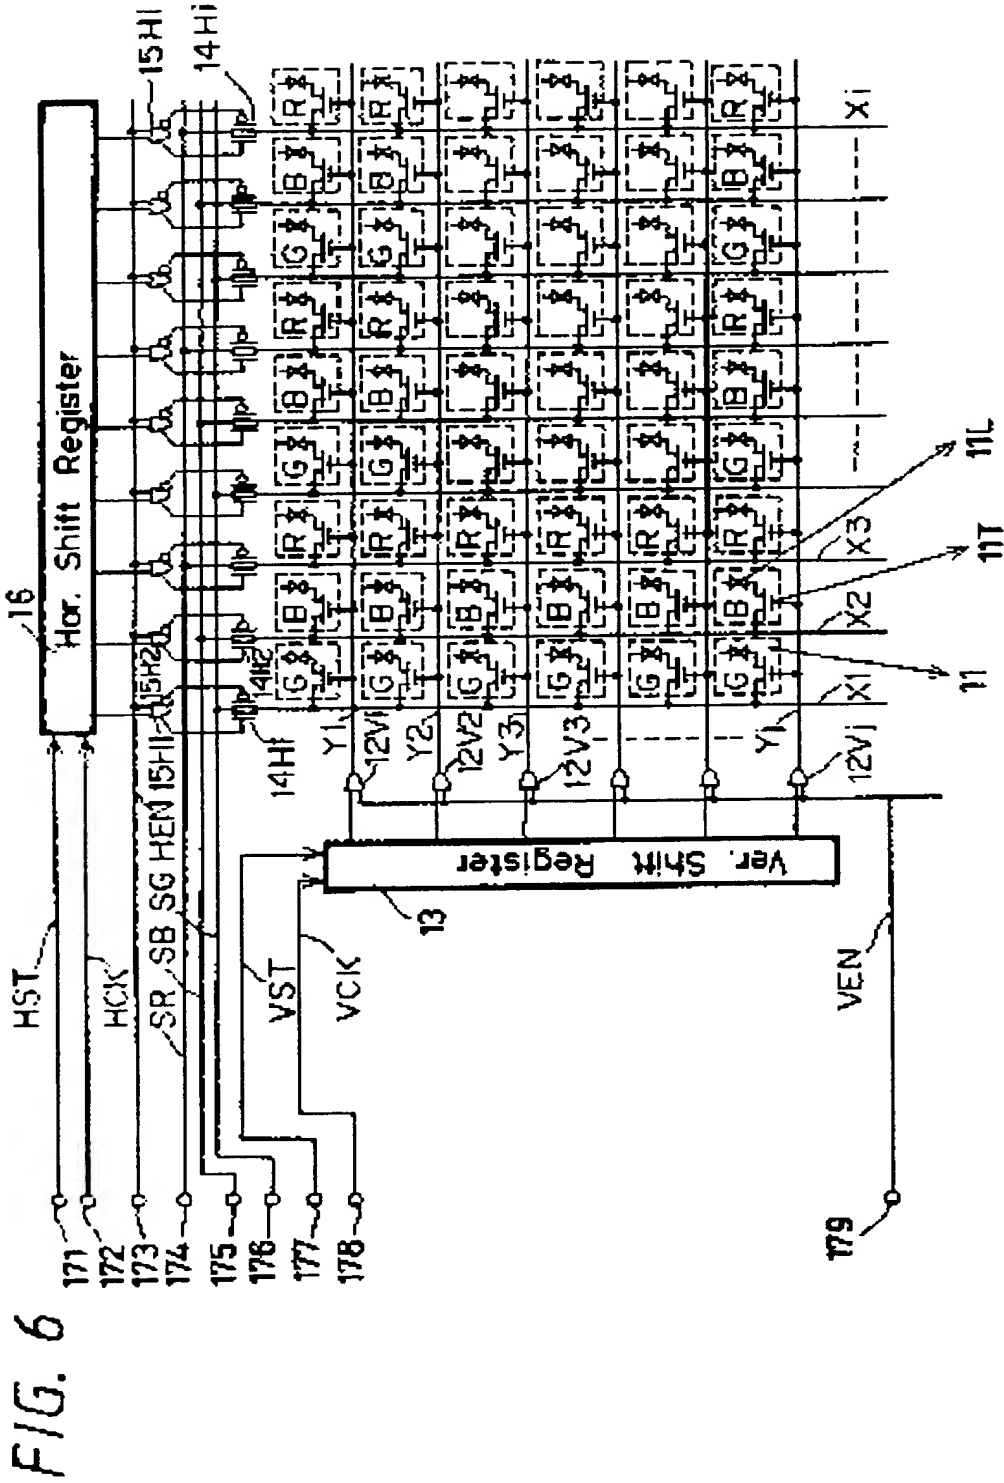 FIG. 6
16
Hor. Shift Register
15Hi
14Hi
HST
HCK
SR SB SG HEN 15H1
15H2
14H2
14Hi
VST
VCK
171
172
173
174
175
176
177
178
179
VEN
13
Ver. Shift Register
Y1
12V1
Y2
12V2
Y3
12V3
Yj
12Vj
G B R G B R G B R
G B R G B R G B R
G B R
G B R
G B R
G B R G B R G B R
X1
X2
X3
Xi
11
11T
11L